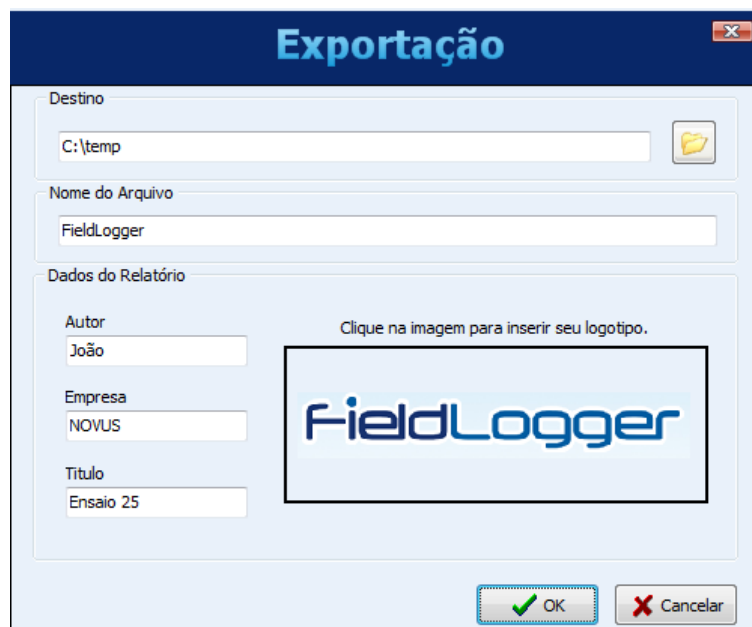 Exportação
Destino
C:\temp
Nome do Arquivo
FieldLogger
Dados do Relatório
Autor
João
Empresa
NOVUS
Titulo
Ensaio 25
Clique na imagem para inserir seu logotipo.
FieldLogger
OK
Cancelar